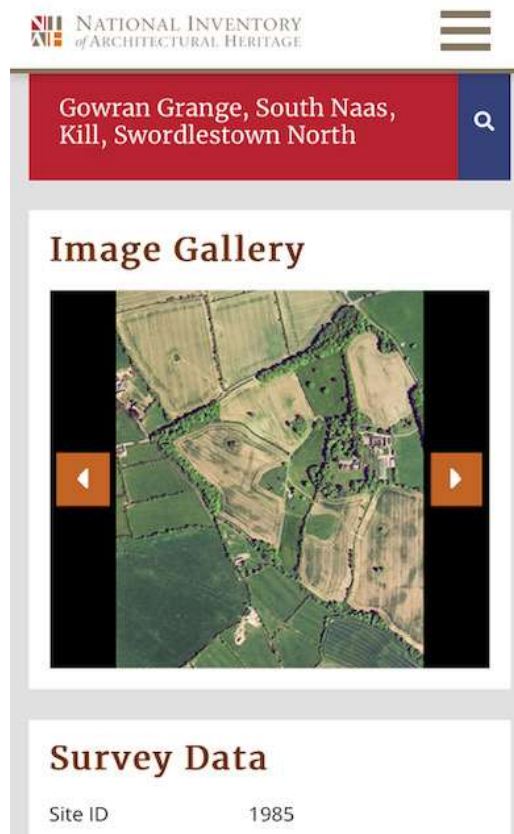 NATIONAL INVENTORY
of ARCHITECTURAL HERITAGE
Gowran Grange, South Naas,
Kill, Swordlestown North
Image Gallery
Survey Data
Site ID 1985